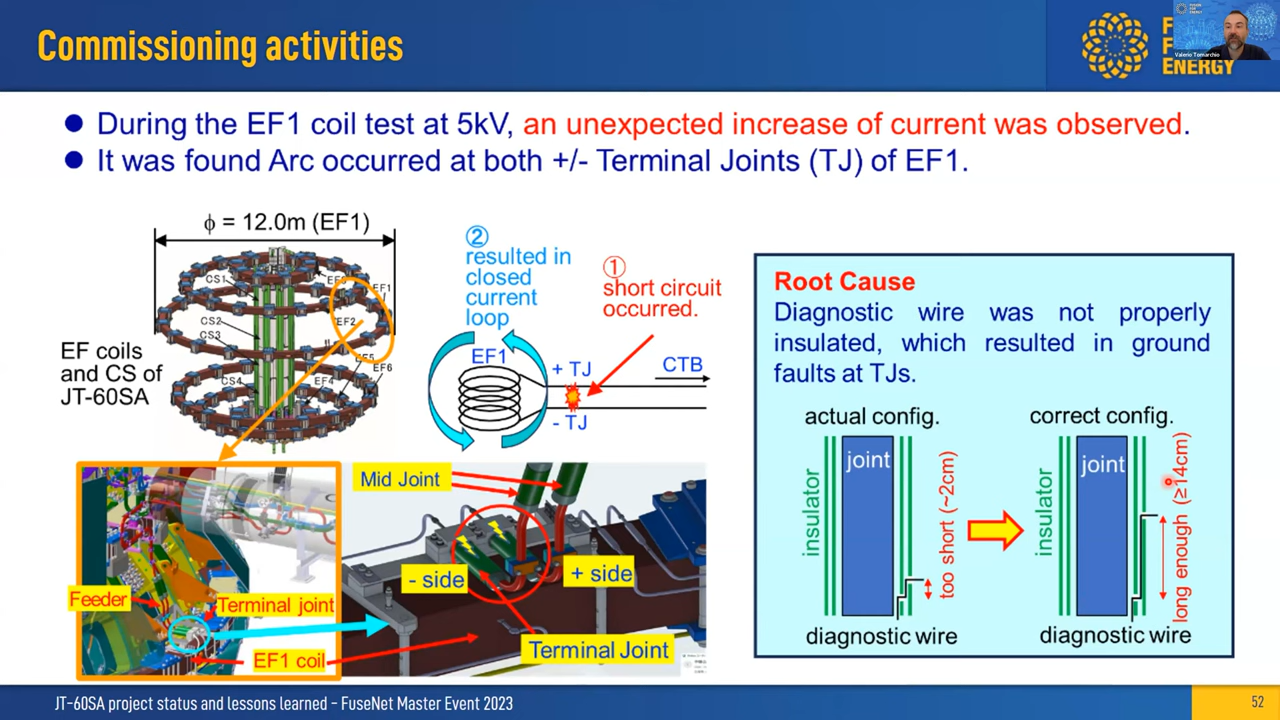 Commissioning activities
F
F
ENERGY
FUSION
FOR
ENERGY
Valerio Tomarchio
● During the EF1 coil test at 5kV, an unexpected increase of current was observed.
● It was found Arc occurred at both +/- Terminal Joints (TJ) of EF1.
ϕ = 12.0m (EF1)
CS1
CS2
CS3
CS4
EF1
EF2
EF3
EF4
EF5
EF6
EF coils
and CS of
JT-60SA
②
resulted in
closed
current
loop
①
short circuit
occurred.
EF1
+ TJ
CTB
- TJ
Feeder
Terminal joint
EF1 coil
Mid Joint
- side
+ side
Terminal Joint
Root Cause
Diagnostic wire was not properly
insulated, which resulted in ground
faults at TJs.
actual config.
correct config.
insulator
joint
too short (~2cm)
diagnostic wire
insulator
joint
long enough (≥14cm)
diagnostic wire
JT-60SA project status and lessons learned - FuseNet Master Event 2023
52